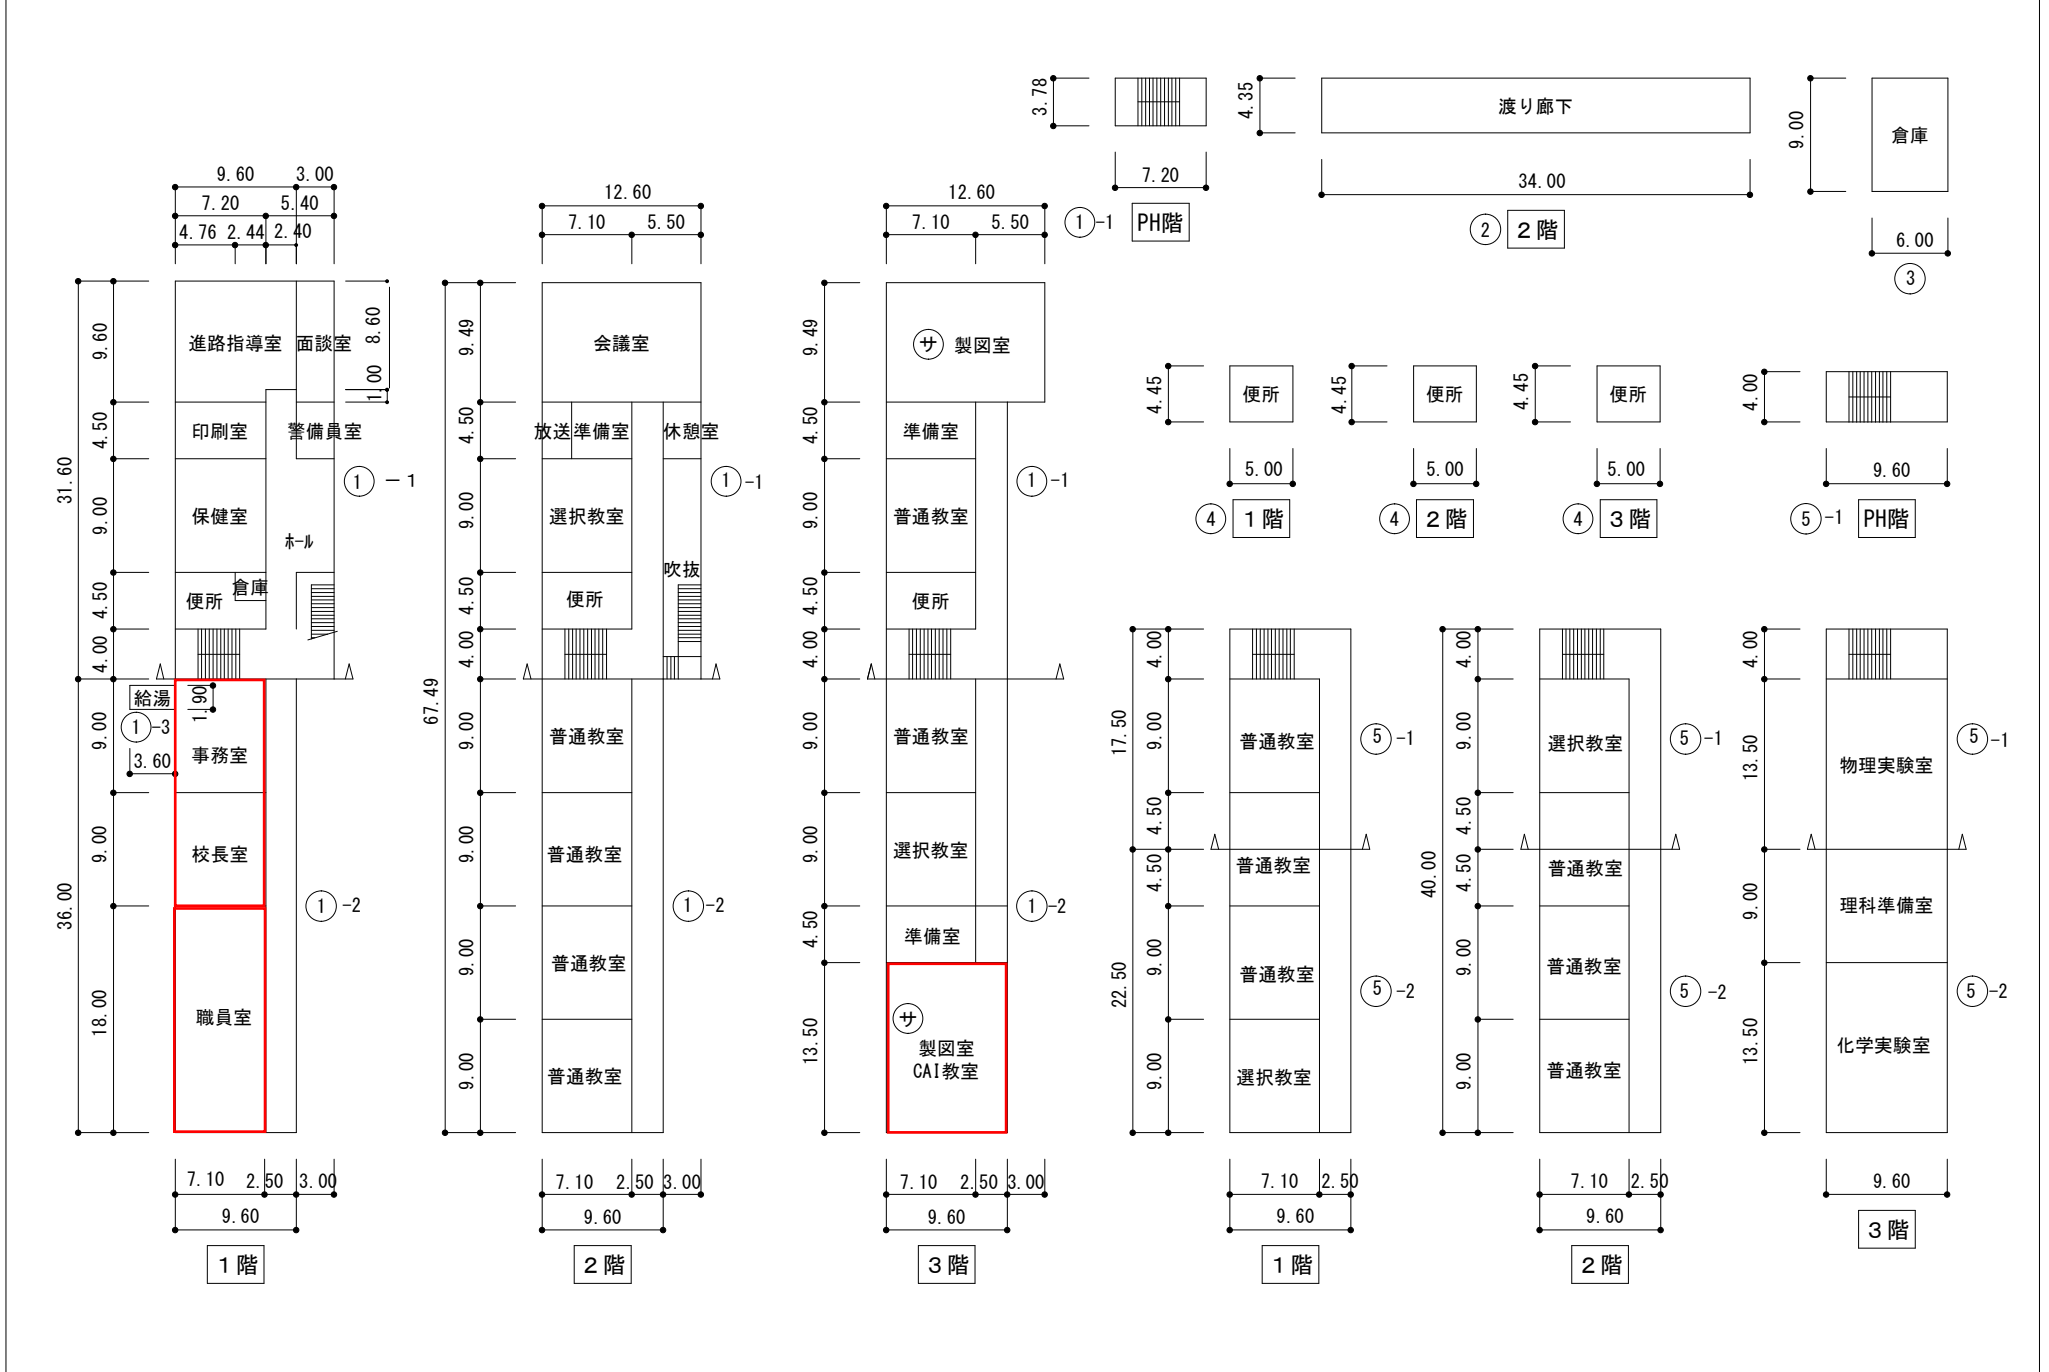 3.78
7.20
①-1 PH階
4.35
渡り廊下
34.00
② 2階
9.00
倉庫
6.00
③
9.60 3.00
7.20 5.40
4.76 2.44 2.40
31.60
9.60
4.50
9.00
4.50
4.00
8.60
1.00
進路指導室 面談室
印刷室 警備員室
①－1
保健室
ホール
倉庫
便所
36.00
9.00
9.00
18.00
給湯
1.90
①-3
3.60
事務室
校長室
①-2
職員室
7.10 2.50 3.00
9.60
1階
12.60
7.10 5.50
67.49
9.49
4.50
9.00
4.50
4.00
9.00
9.00
9.00
9.00
会議室
放送 準備室 休憩室
①-1
選択教室
吹抜
便所
普通教室
普通教室
①-2
普通教室
普通教室
7.10 2.50 3.00
9.60
2階
12.60
7.10 5.50
9.49
4.50
9.00
4.50
4.00
9.00
9.00
4.50
13.50
サ 製図室
準備室
①-1
普通教室
便所
普通教室
選択教室
①-2
準備室
サ
製図室
CAI教室
7.10 2.50 3.00
9.60
3階
4.45
便所
5.00
④ 1階
4.45
便所
5.00
④ 2階
4.45
便所
5.00
④ 3階
4.00
9.60
⑤-1 PH階
17.50
22.50
4.00
9.00
4.50
4.50
9.00
9.00
普通教室
⑤-1
普通教室
普通教室
⑤-2
選択教室
7.10 2.50
9.60
1階
40.00
4.00
9.00
4.50
4.50
9.00
9.00
選択教室
⑤-1
普通教室
普通教室
⑤-2
普通教室
7.10 2.50
9.60
2階
4.00
13.50
9.00
13.50
物理実験室
⑤-1
理科準備室
⑤-2
化学実験室
9.60
3階